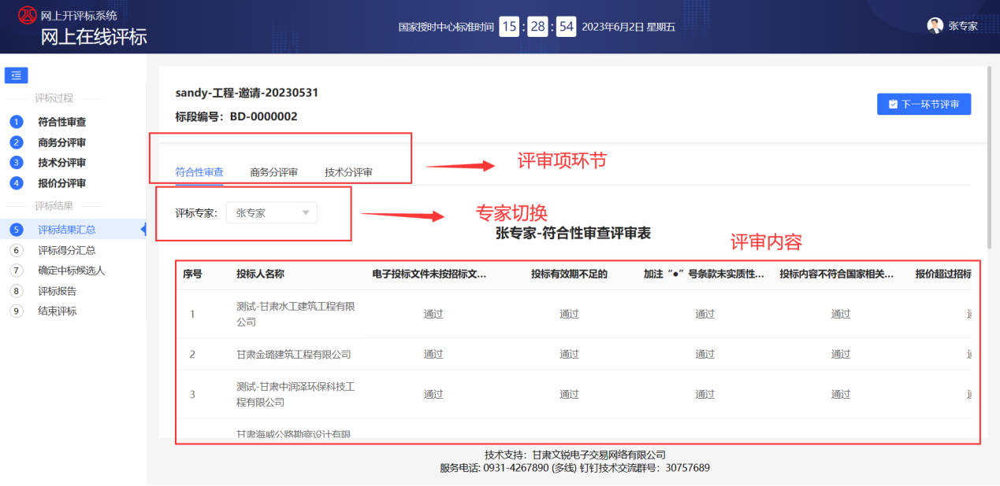 网上开评标系统
网上在线评标
国家授时中心标准时间 15 : 28 : 54 2023年6月2日 星期五
张专家
评标过程
1 符合性审查
2 商务分评审
3 技术分评审
4 报价分评审
评标结果
5 评标结果汇总
6 评标得分汇总
7 确定中标候选人
8 评标报告
9 结束评标
sandy-工程-邀请-20230531
标段编号：BD-0000002
下一环节评审
符合性审查 商务分评审 技术分评审
评审项环节
评标专家： 张专家
专家切换
张专家-符合性审查评审表
评审内容
序号 投标人名称 电子投标文件未按招标文... 投标有效期不足的 加注“●”号条款未实质性... 投标内容不符合国家相关... 报价超过招标
1 测试-甘肃水工建筑工程有限公司 通过 通过 通过 通过
2 甘肃金璐建筑工程有限公司 通过 通过 通过 通过
3 测试-甘肃中润泽环保科技工程有限公司 通过 通过 通过 通过
甘肃海威公路勘察设计有限
技术支持：甘肃文锐电子交易网络有限公司
服务电话: 0931-4267890 (多线) 钉钉技术交流群号：30757689